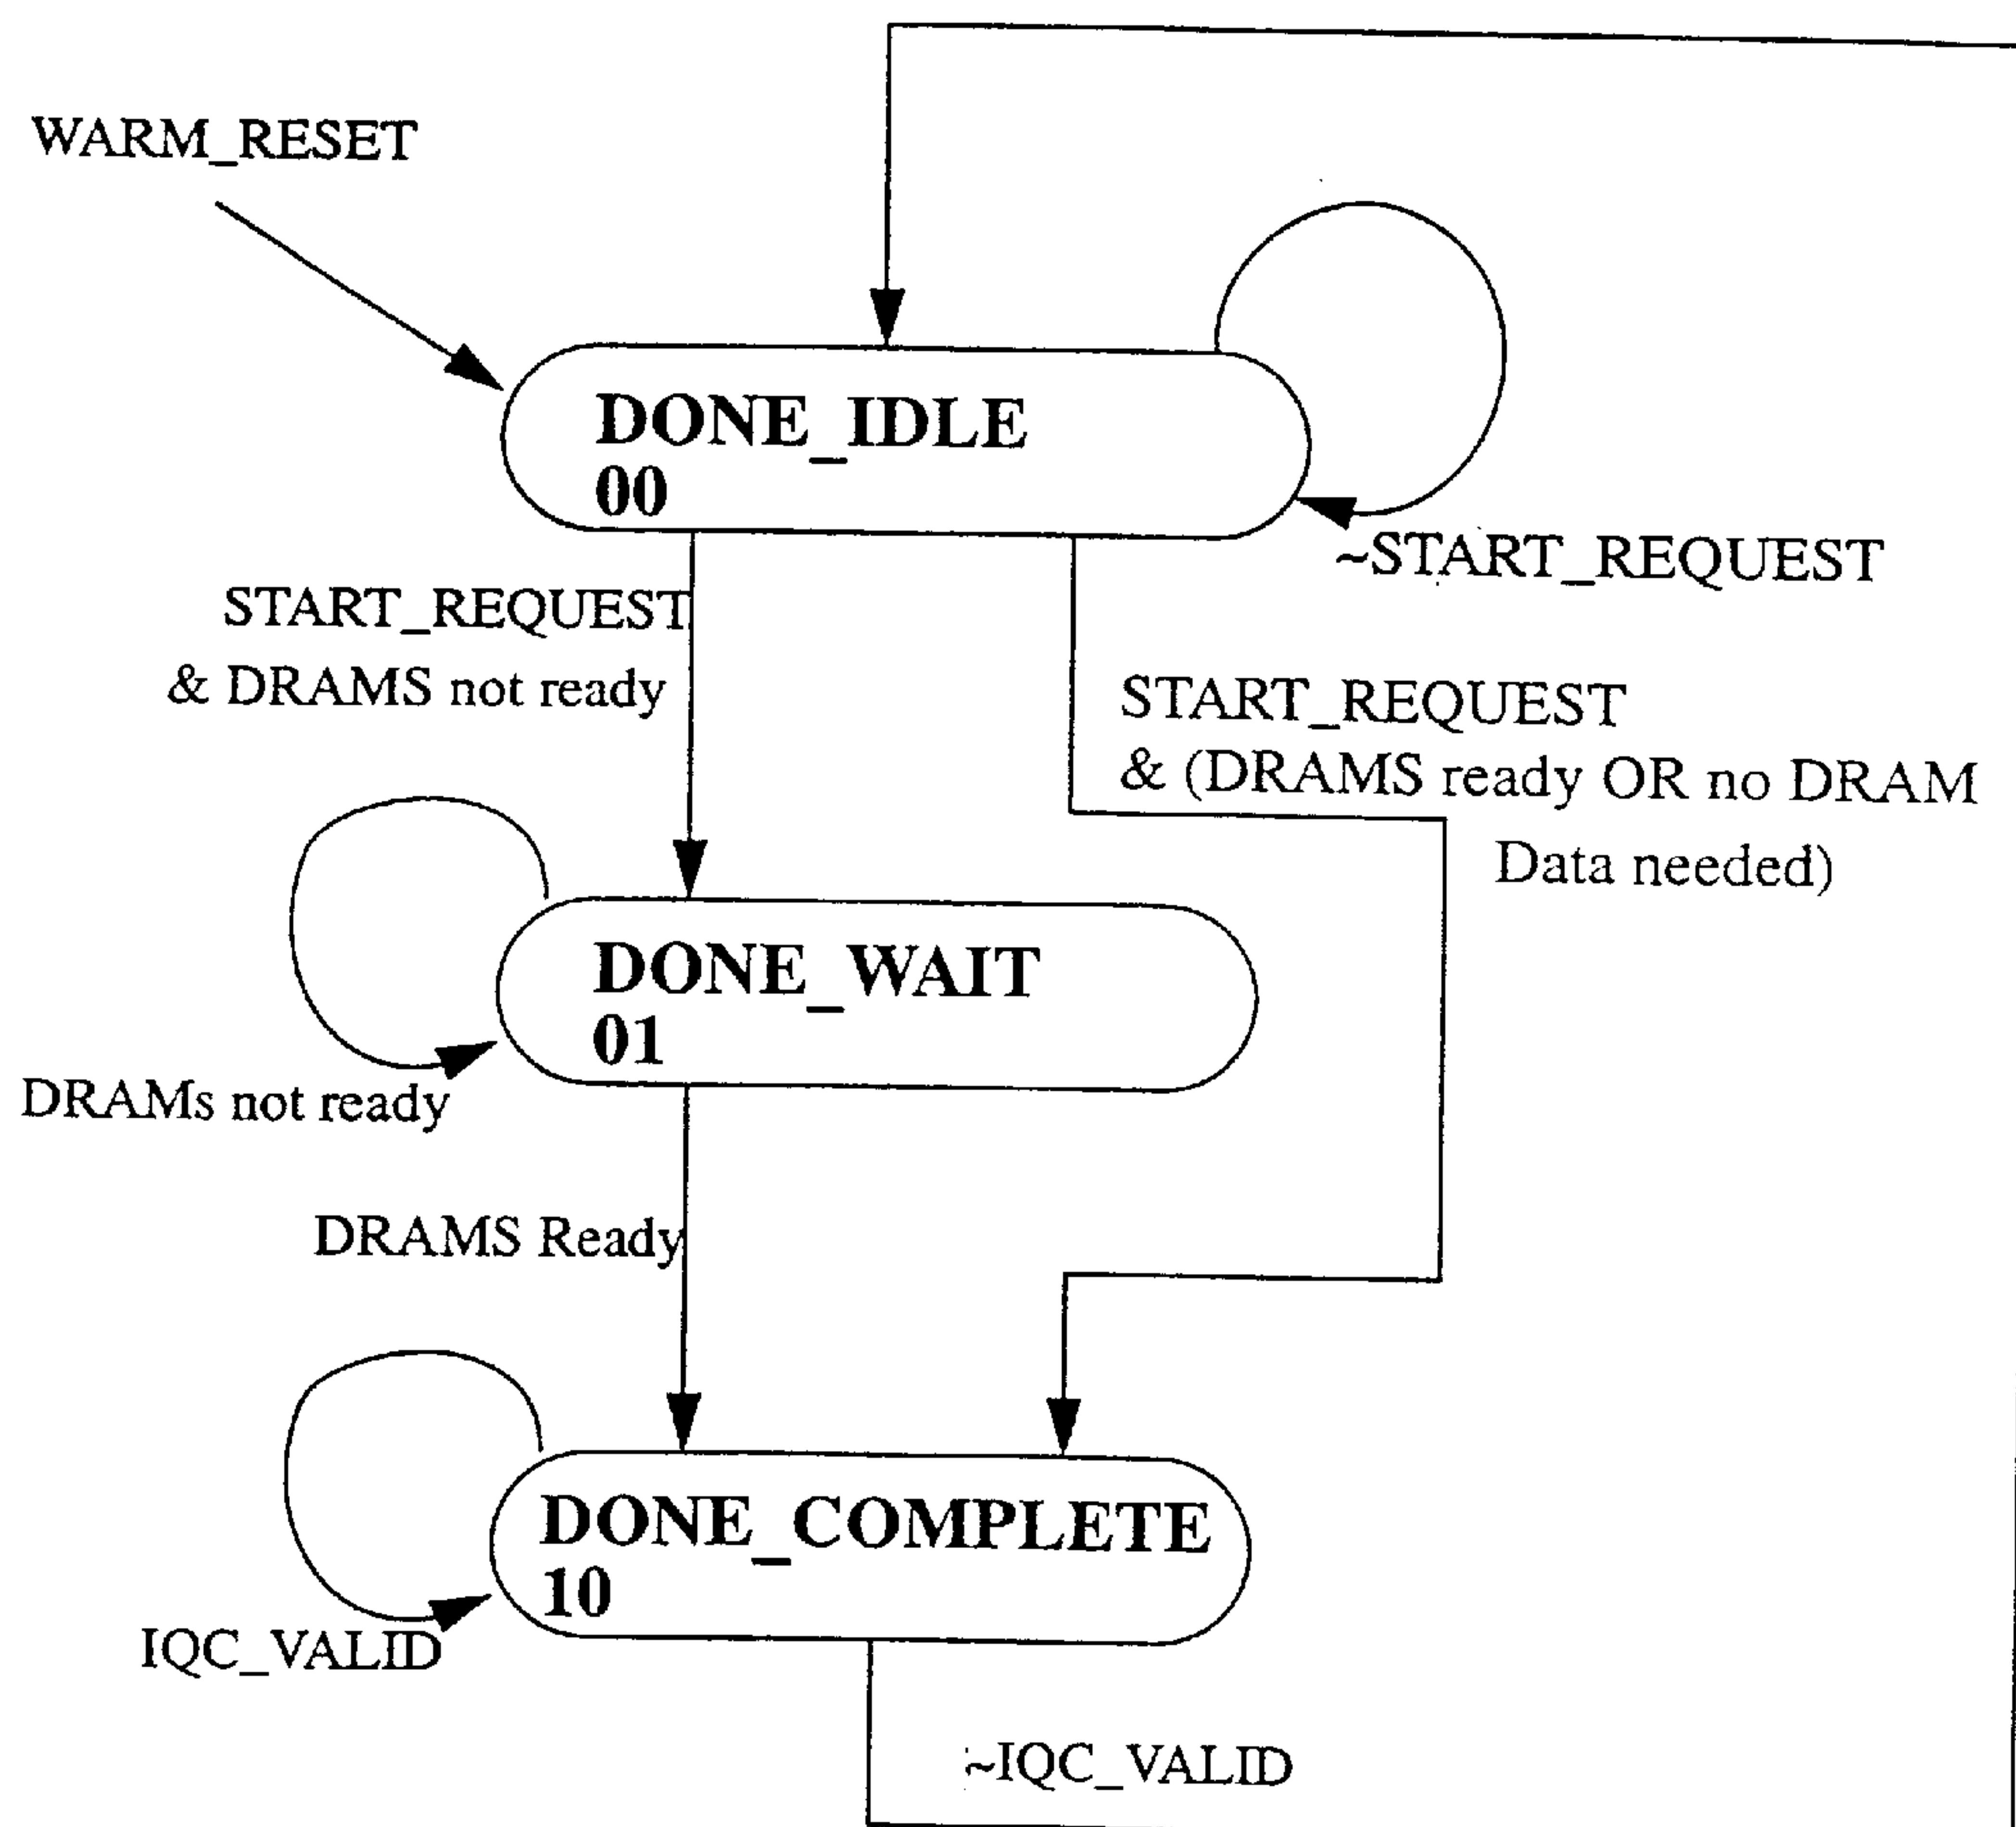 WARM_RESET
DONE_IDLE
00
~START_REQUEST
START_REQUEST
& DRAMS not ready
START_REQUEST
& (DRAMS ready OR no DRAM
Data needed)
DONE_WAIT
01
DRAMs not ready
DRAMS Ready
DONE_COMPLETE
10
IQC_VALID
~IQC_VALID